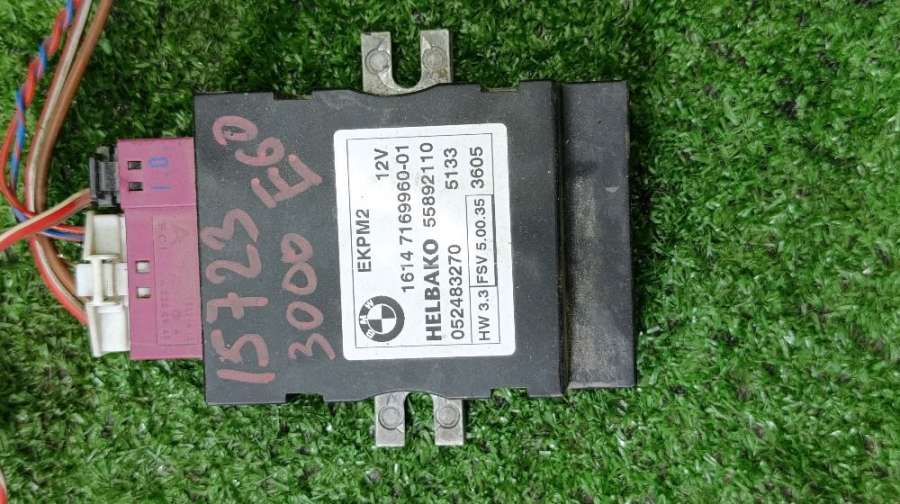 15723 E60
3000
BMW
EKPM2 12V
1614 7169960-01
HELBAKO 55892110
052483270 5133
HW 3.3 FSV 5.00.35 3605